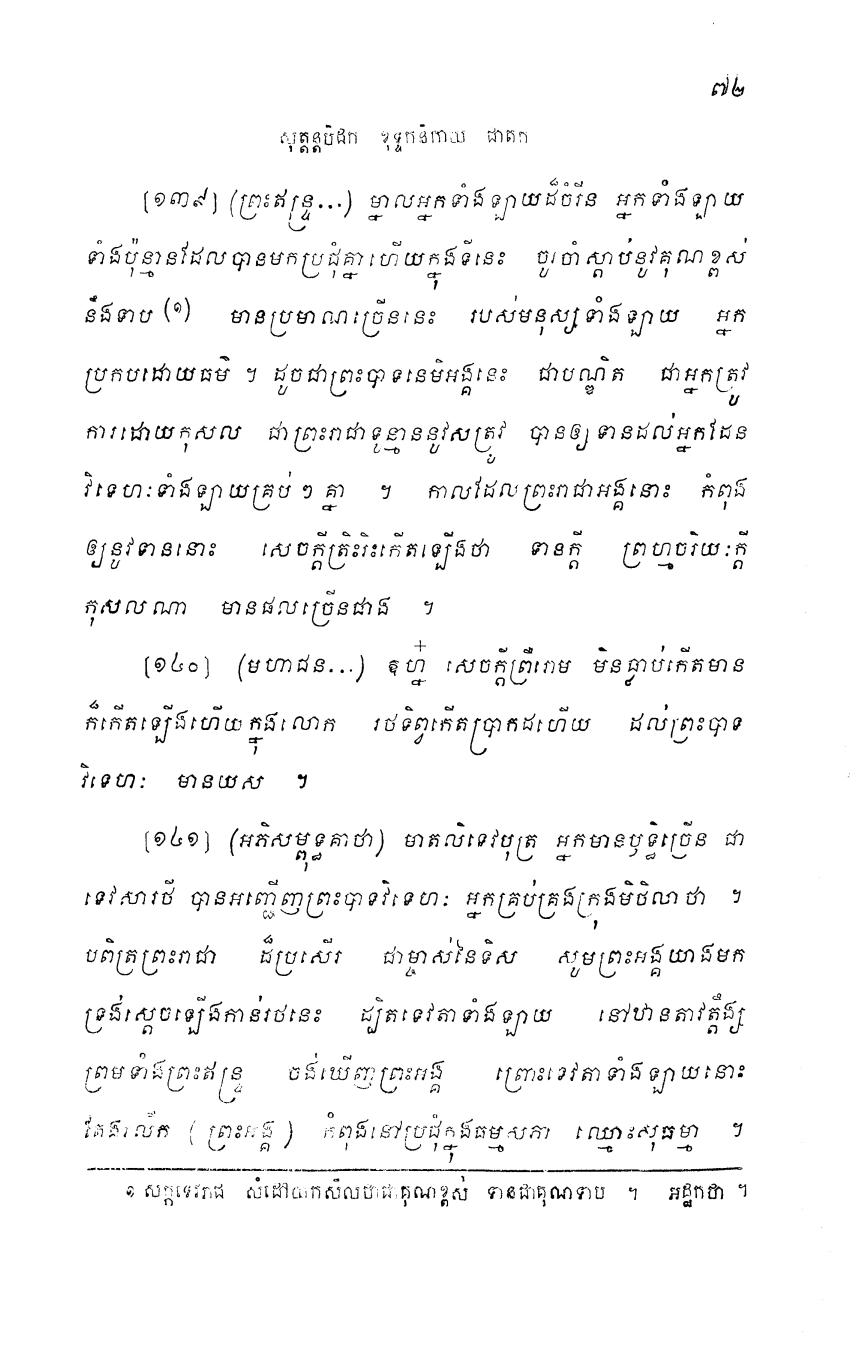 ៧២
សុត្តន្តបិដក ខុទ្ទកនិកាយ ជាតក
[១៣៩] (ព្រះឥន្ទ្រ...) ម្នាលអ្នកទាំងឡាយដ៏ចំរើន អ្នកទាំងឡាយ
ទាំងប៉ុន្មានដែលបានមកប្រជុំគ្នាហើយក្នុងទីនេះ ចូរចាំស្តាប់នូវគុណខ្ពស់
នឹងទាប (១) មានប្រមាណច្រើននេះ របស់មនុស្សទាំងឡាយ អ្នក
ប្រកបដោយធម៌ ។ ដូចជាព្រះបាទនេមិអង្គនេះ ជាបណ្ឌិត ជាអ្នកត្រូវ
ការដោយកុសល ជាព្រះរាជាទូន្មាននូវសត្រូវ បានឲ្យទានដល់អ្នកដែន
វិទេហៈទាំងឡាយគ្រប់ៗគ្នា ។ កាលដែលព្រះរាជាអង្គនោះ កំពុង
ឲ្យនូវទាននោះ សេចក្តីត្រិះរិះកើតឡើងថា ទានក្តី ព្រហ្មចរិយៈក្តី
កុសលណា មានផលច្រើនជាង ។
[១៤០] (មហាជន...) ឱហ្ន៎ សេចក្តីព្រឺរោម មិនធ្លាប់កើតមាន
ក៏កើតឡើងហើយក្នុងលោក រថទិព្វកើតប្រាកដហើយ ដល់ព្រះបាទ
វិទេហៈ មានយស ។
[១៤១] (អភិសម្ពុទ្ធគាថា) មាតលិទេវបុត្រ អ្នកមានឫទ្ធិច្រើន ជា
ទេវសារថី បានអញ្ជើញព្រះបាទវិទេហៈ អ្នកគ្រប់គ្រងក្រុងមិថិលាថា ។
បពិត្រព្រះរាជា ដ៏ប្រសើរ ជាម្ចាស់នៃទិស សូមព្រះអង្គយាងមក
ទ្រង់ស្តេចឡើងកាន់រថនេះ ដ្បិតទេវតាទាំងឡាយ នៅឋានតាវត្តឹង្ស
ព្រមទាំងព្រះឥន្ទ្រ ចង់ឃើញព្រះអង្គ ព្រោះទេវតាទាំងឡាយនោះ
តែងរលឹក (ព្រះអង្គ) កំពុងនៅប្រជុំក្នុងធម្មសភា ឈ្មោះសុធម្មា ។
១ សក្កទេវរាជ សំដៅយកសីលថាជាគុណខ្ពស់ ទានជាគុណទាប ។ អដ្ឋកថា ។